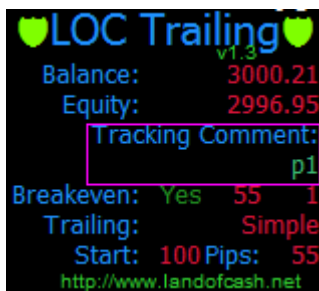 LOC Trailing
v1.3
Balance: 3000.21
Equity: 2996.95
Tracking Comment:
p1
Breakeven: Yes 55 1
Trailing: Simple
Start: 100 Pips: 55
http://www.landofcash.net